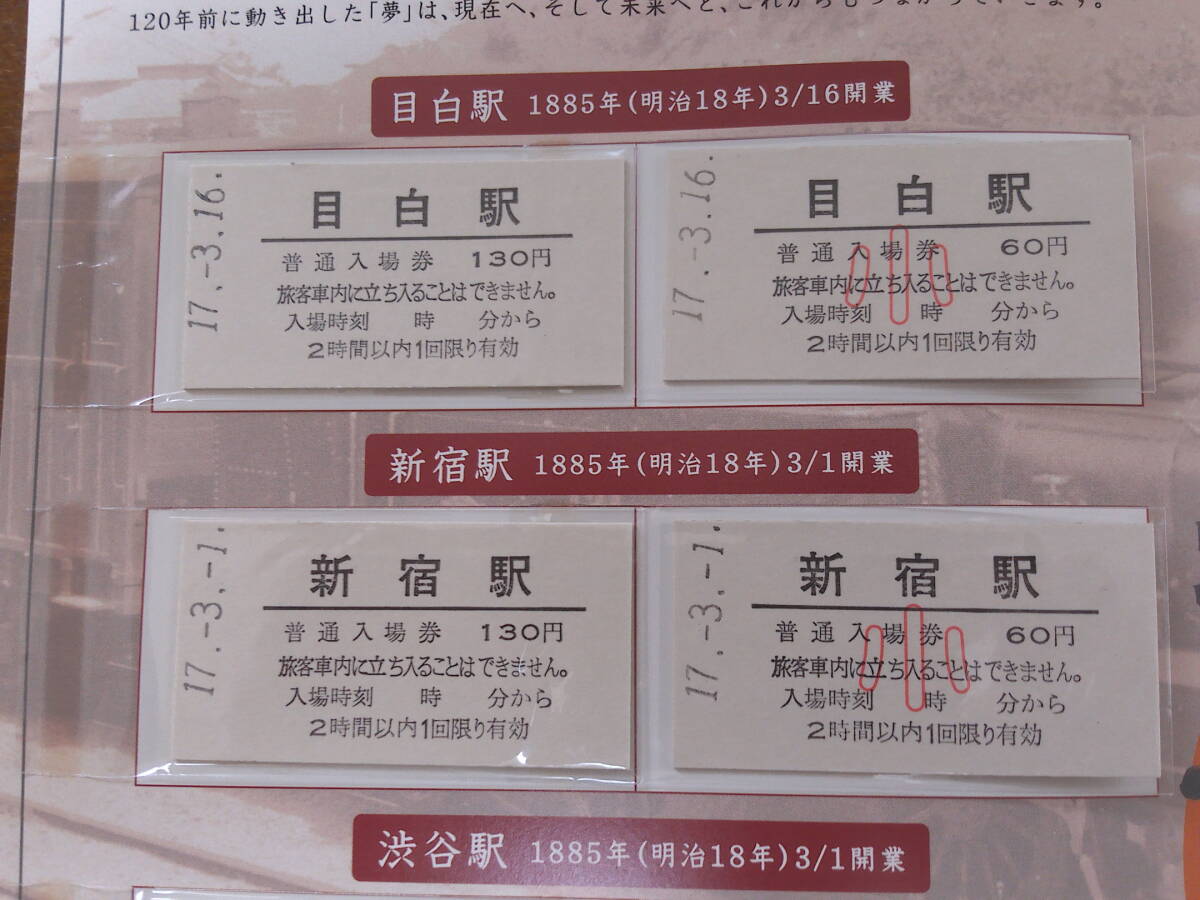 120年前に動き出した「夢」は、現在へ、そして未来へと、これからもつながっていきます。
目白駅 1885年(明治18年)3/16開業
17.-3.16.
目白駅
普通入場券 130円
旅客車内に立ち入ることはできません。
入場時刻 時 分から
2時間以内1回限り有効
17.-3.16.
目白駅
普通入場券 60円
小
旅客車内に立ち入ることはできません。
入場時刻 時 分から
2時間以内1回限り有効
新宿駅 1885年(明治18年)3/1開業
17.-3.-1.
新宿駅
普通入場券 130円
旅客車内に立ち入ることはできません。
入場時刻 時 分から
2時間以内1回限り有効
17.-3.-1.
新宿駅
普通入場券 60円
小
旅客車内に立ち入ることはできません。
入場時刻 時 分から
2時間以内1回限り有効
渋谷駅 1885年(明治18年)3/1開業